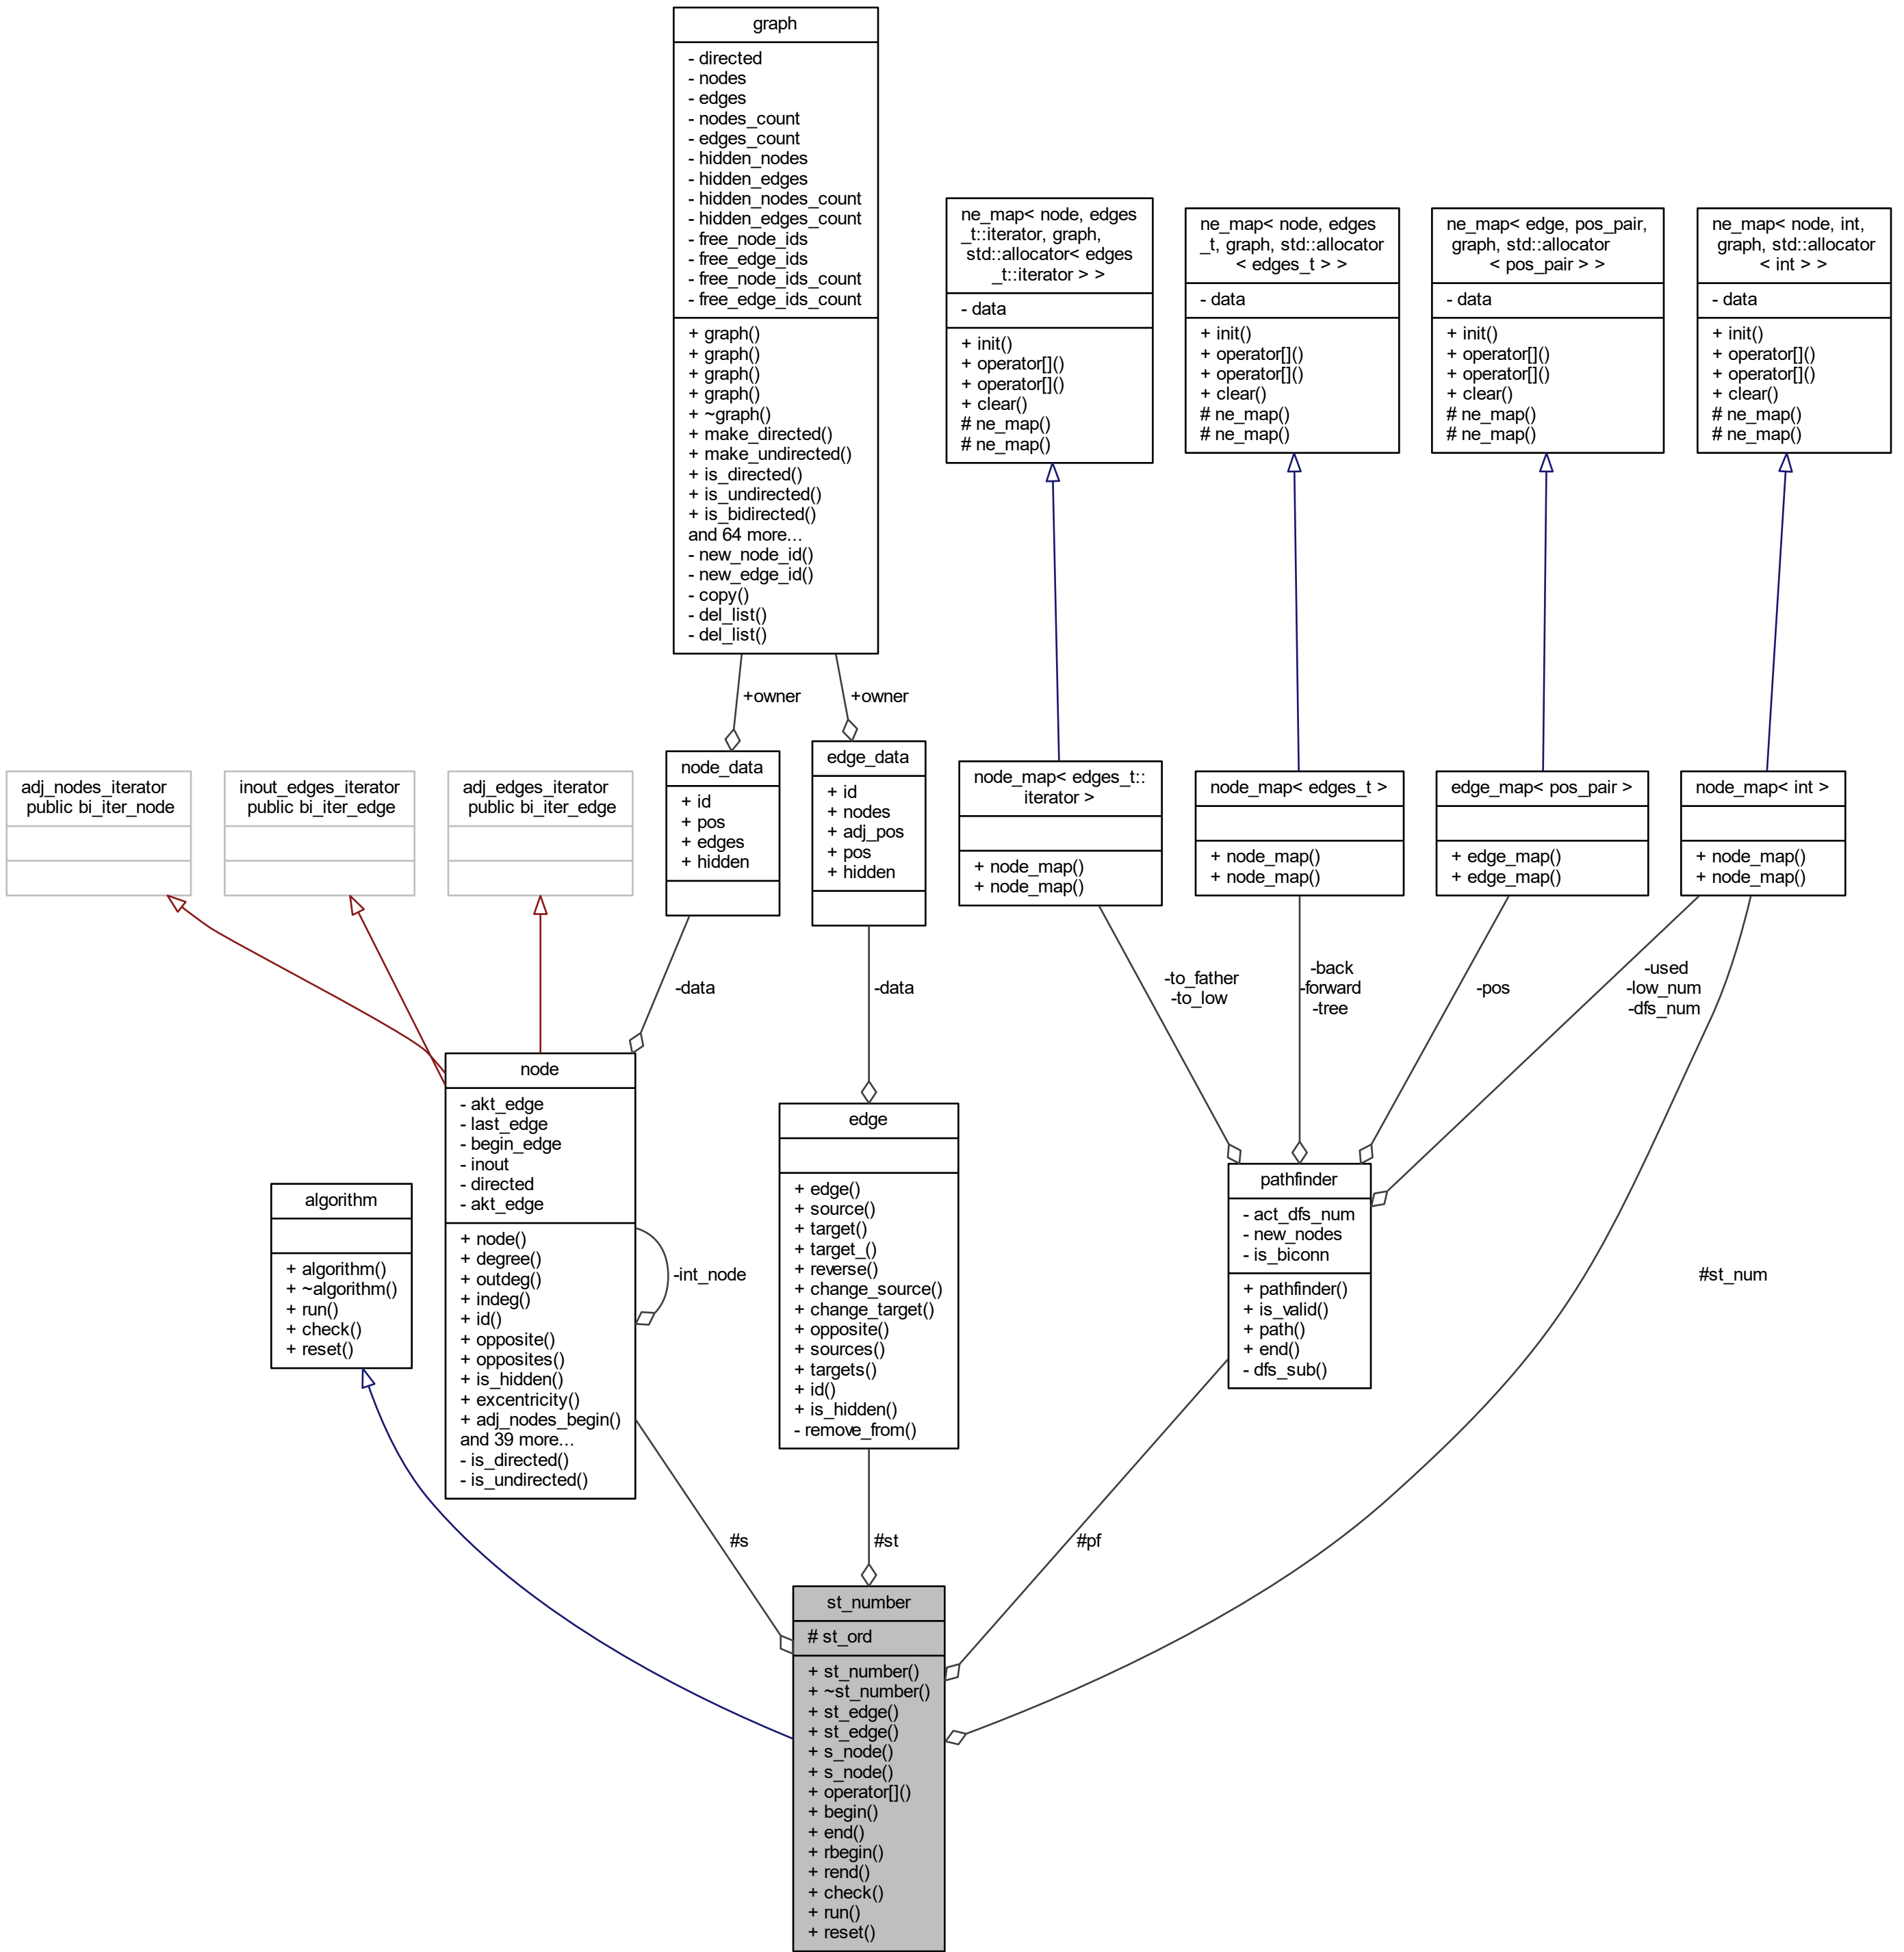 graph
- directed
- nodes
- edges
- nodes_count
- edges_count
- hidden_nodes
- hidden_edges
- hidden_nodes_count
- hidden_edges_count
- free_node_ids
- free_edge_ids
- free_node_ids_count
- free_edge_ids_count
+ graph()
+ graph()
+ graph()
+ graph()
+ ~graph()
+ make_directed()
+ make_undirected()
+ is_directed()
+ is_undirected()
+ is_bidirected()
and 64 more...
- new_node_id()
- new_edge_id()
- copy()
- del_list()
- del_list()
ne_map< node, edges
_t::iterator, graph,
std::allocator< edges
_t::iterator > >
- data
+ init()
+ operator[]()
+ operator[]()
+ clear()
# ne_map()
# ne_map()
ne_map< node, edges
_t, graph, std::allocator
< edges_t > >
- data
+ init()
+ operator[]()
+ operator[]()
+ clear()
# ne_map()
# ne_map()
ne_map< edge, pos_pair,
graph, std::allocator
< pos_pair > >
- data
+ init()
+ operator[]()
+ operator[]()
+ clear()
# ne_map()
# ne_map()
ne_map< node, int,
graph, std::allocator
< int > >
- data
+ init()
+ operator[]()
+ operator[]()
+ clear()
# ne_map()
# ne_map()
+owner
+owner
adj_nodes_iterator
public bi_iter_node
inout_edges_iterator
public bi_iter_edge
adj_edges_iterator
public bi_iter_edge
node_data
+ id
+ pos
+ edges
+ hidden
edge_data
+ id
+ nodes
+ adj_pos
+ pos
+ hidden
node_map< edges_t::
iterator >
+ node_map()
+ node_map()
node_map< edges_t >
+ node_map()
+ node_map()
edge_map< pos_pair >
+ edge_map()
+ edge_map()
node_map< int >
+ node_map()
+ node_map()
-data
-data
-to_father
-to_low
-back
-forward
-tree
-pos
-used
-low_num
-dfs_num
algorithm
+ algorithm()
+ ~algorithm()
+ run()
+ check()
+ reset()
node
- akt_edge
- last_edge
- begin_edge
- inout
- directed
- akt_edge
+ node()
+ degree()
+ outdeg()
+ indeg()
+ id()
+ opposite()
+ opposites()
+ is_hidden()
+ excentricity()
+ adj_nodes_begin()
and 39 more...
- is_directed()
- is_undirected()
-int_node
edge
+ edge()
+ source()
+ target()
+ target_()
+ reverse()
+ change_source()
+ change_target()
+ opposite()
+ sources()
+ targets()
+ id()
+ is_hidden()
- remove_from()
pathfinder
- act_dfs_num
- new_nodes
- is_biconn
+ pathfinder()
+ is_valid()
+ path()
+ end()
- dfs_sub()
#st_num
#s
#st
#pf
st_number
# st_ord
+ st_number()
+ ~st_number()
+ st_edge()
+ st_edge()
+ s_node()
+ s_node()
+ operator[]()
+ begin()
+ end()
+ rbegin()
+ rend()
+ check()
+ run()
+ reset()